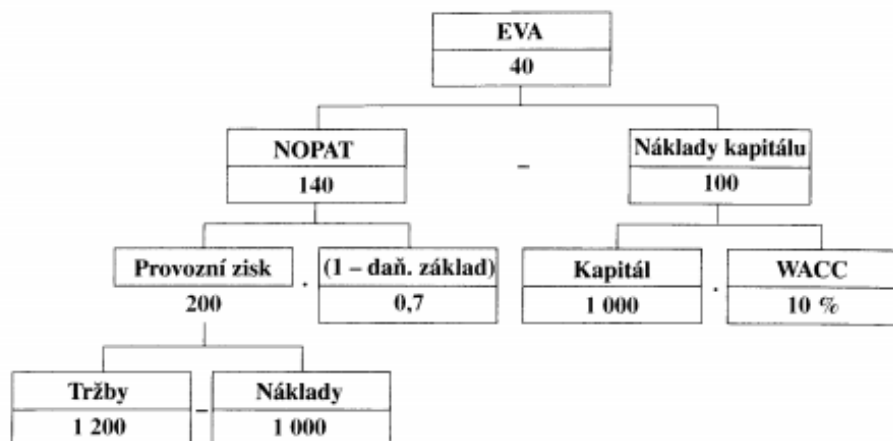 EVA
40
NOPAT
140
–
Náklady kapitálu
100
Provozní zisk
200
.
(1 – daň. základ)
0,7
Kapitál
1 000
.
WACC
10 %
Tržby
1 200
–
Náklady
1 000